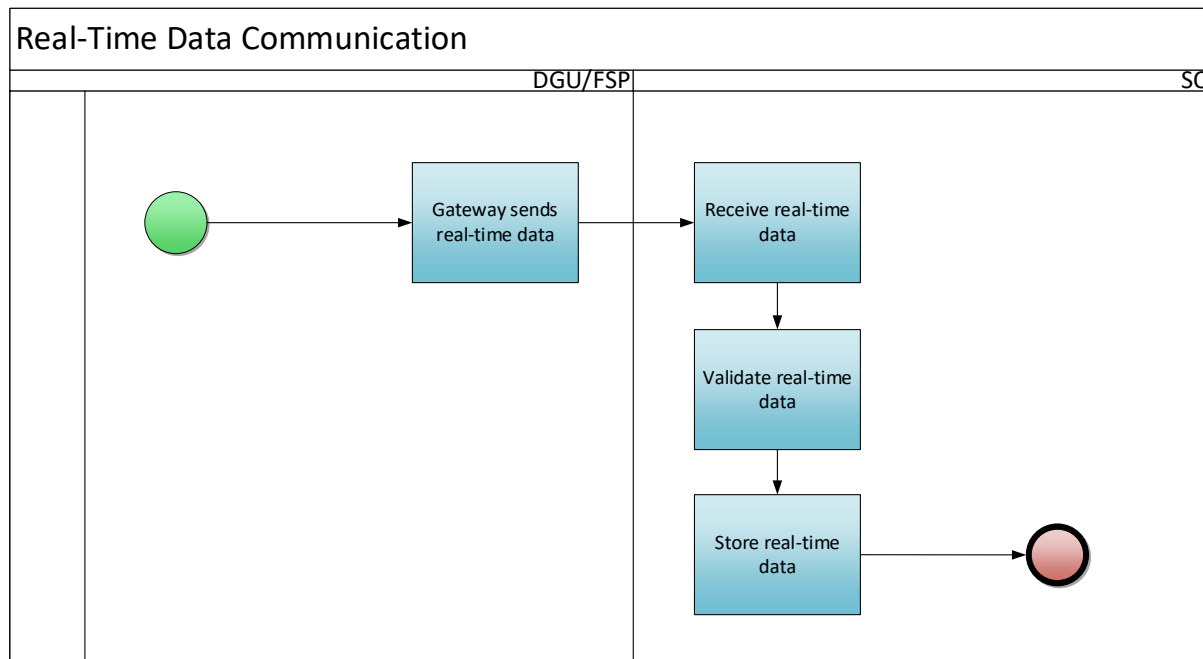 Real-Time Data Communication
DGU/FSP
SO
Gateway sends
real-time data
Receive real-time
data
Validate real-time
data
Store real-time
data